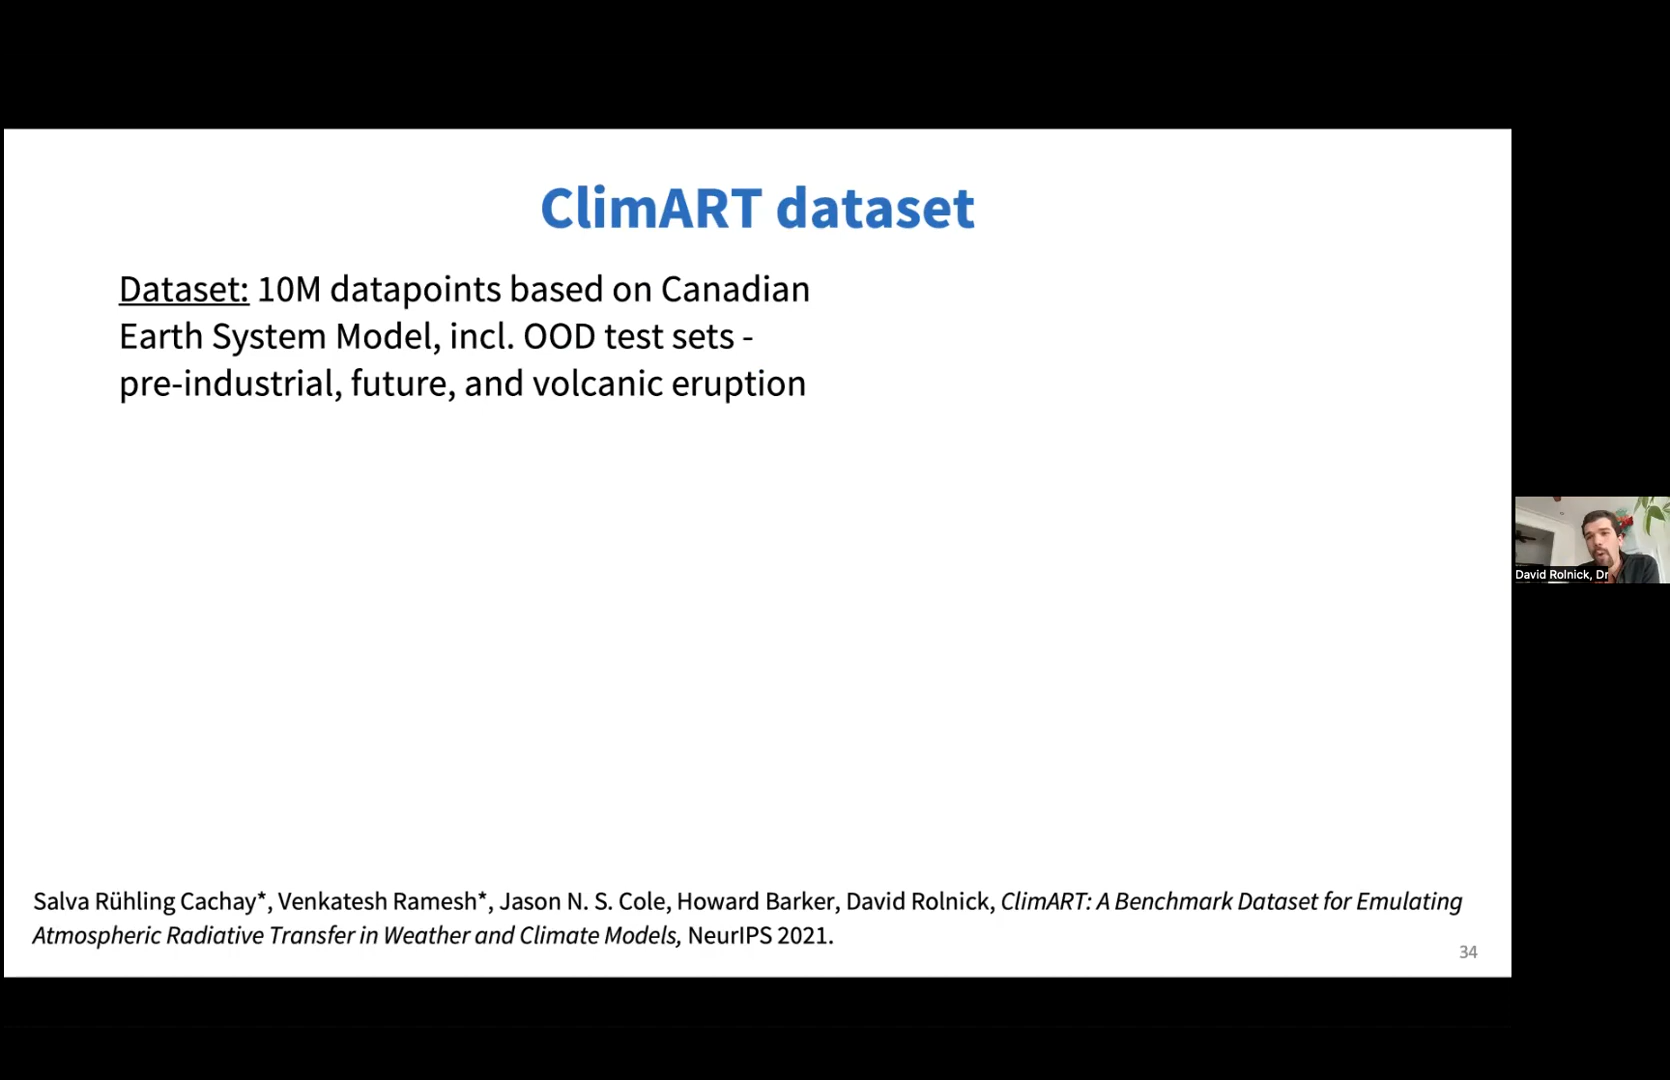 ClimART dataset
Dataset: 10M datapoints based on Canadian
Earth System Model, incl. OOD test sets -
pre-industrial, future, and volcanic eruption
David Rolnick, Dr
Salva Rühling Cachay*, Venkatesh Ramesh*, Jason N. S. Cole, Howard Barker, David Rolnick, ClimART: A Benchmark Dataset for Emulating
Atmospheric Radiative Transfer in Weather and Climate Models, NeurIPS 2021.
34